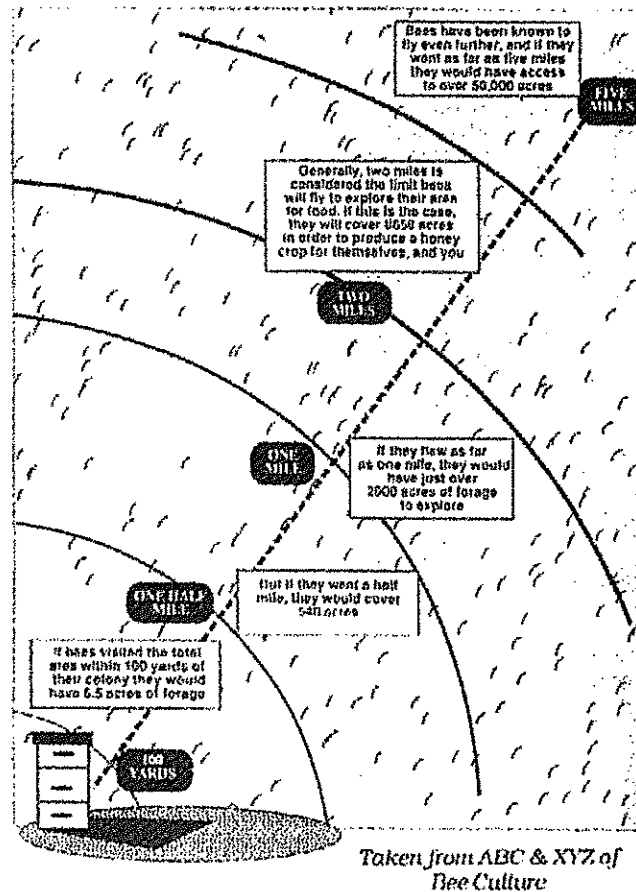 Bees have been known to
fly even further, and if they
went as far as five miles
they would have access
to over 50,000 acres
FIVE
MILES
Generally, two miles is
considered the limit bees
will fly to explore their area
for food. If this is the case,
they will cover 8650 acres
in order to produce a honey
crop for themselves, and you
TWO
MILES
ONE
MILE
If they flew as far
as one mile, they would
have just over
2000 acres of forage
to explore
ONE HALF
MILE
But if they went a half
mile, they would cover
540 acres
If bees visited the total
area within 100 yards of
their colony they would
have 6.5 acres of forage
100
YARDS
Taken from ABC & XYZ of
Bee Culture